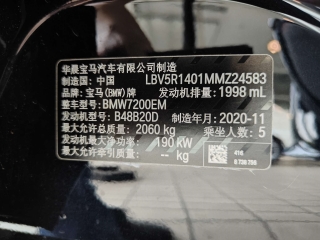 华晨宝马汽车有限公司制造
制造国: 中国 LBV5R1401MMZ24583
品牌: 宝马(BMW)牌 发动机排量: 1998 mL
整车型号: BMW7200EM
发动机型号: B48B20D 制造年月: 2020-11
最大允许总质量: 2060 kg 乘坐人数: 5
发动机最大净功率: 190 kW
最大允许牵引质量: -- kg